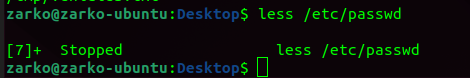 zarko@zarko-ubuntu:Desktop$ less /etc/passwd
[7]+  Stopped                 less /etc/passwd
zarko@zarko-ubuntu:Desktop$